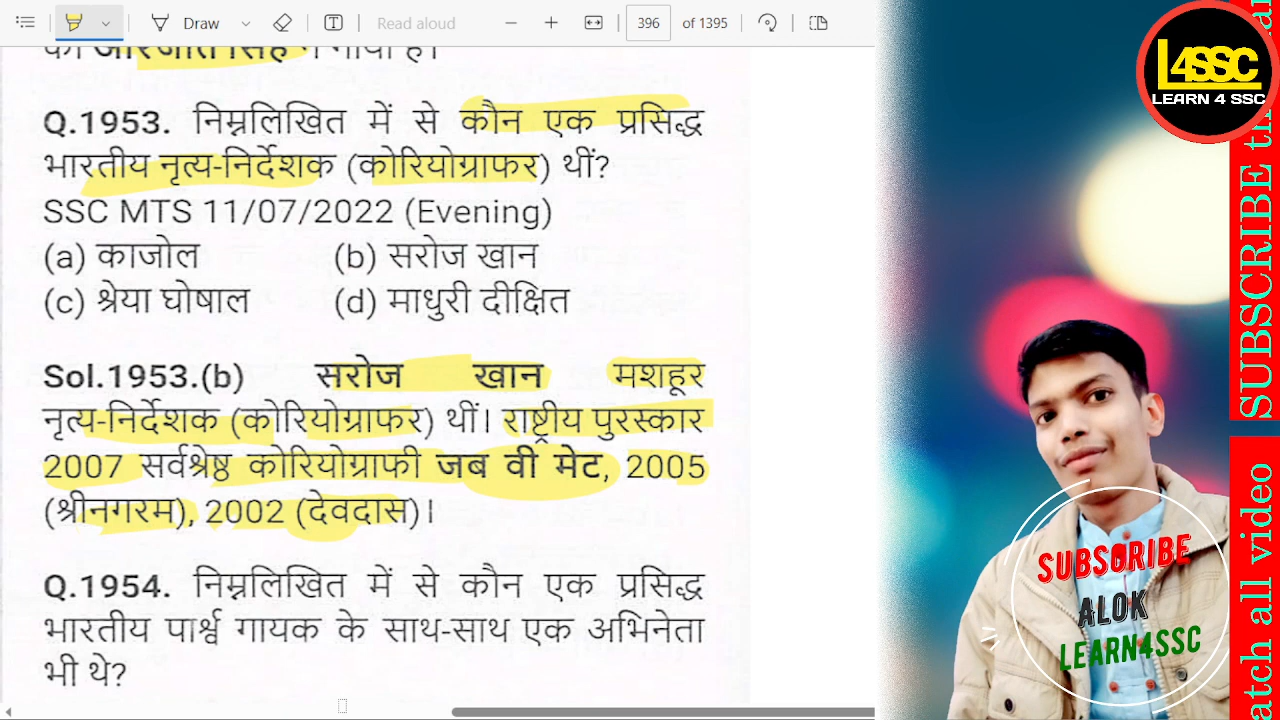 Draw
Read aloud
396 of 1395
Q.1953. निम्नलिखित में से कौन एक प्रसिद्ध
भारतीय नृत्य-निर्देशक (कोरियोग्राफर) थीं?
SSC MTS 11/07/2022 (Evening)
(a) काजोल (b) सरोज खान
(c) श्रेया घोषाल (d) माधुरी दीक्षित
Sol.1953.(b) सरोज खान मशहूर
नृत्य-निर्देशक (कोरियोग्राफर) थीं। राष्ट्रीय पुरस्कार
2007 सर्वश्रेष्ठ कोरियोग्राफी जब वी मेट, 2005
(श्रीनगरम), 2002 (देवदास)।
Q.1954. निम्नलिखित में से कौन एक प्रसिद्ध
भारतीय पार्श्व गायक के साथ-साथ एक अभिनेता
भी थे?
L4SSC
LEARN 4 SSC
SUBSCRIBE
ALOK
LEARN4SSC
SUBSCRIBE
all video